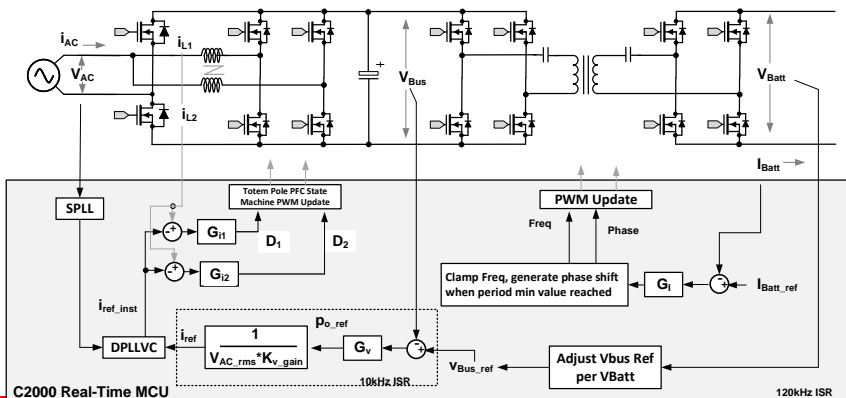 i_AC
V_AC
i_L1
i_L2
V_Bus
V_Batt
I_Batt
SPLL
Totem Pole PFC State
Machine PWM Update
PWM Update
- +
G_i1
D_1
D_2
- +
G_i2
Freq
Phase
Clamp Freq, generate phase shift
when period min value reached
G_I
- +
I_Batt_ref
i_ref_inst
DPLLVC
i_ref
1
V_AC_rms*K_v_gain
p_o_ref
G_v
- +
10kHz ISR
v_Bus_ref
Adjust Vbus Ref
per VBatt
C2000 Real-Time MCU
120kHz ISR
+